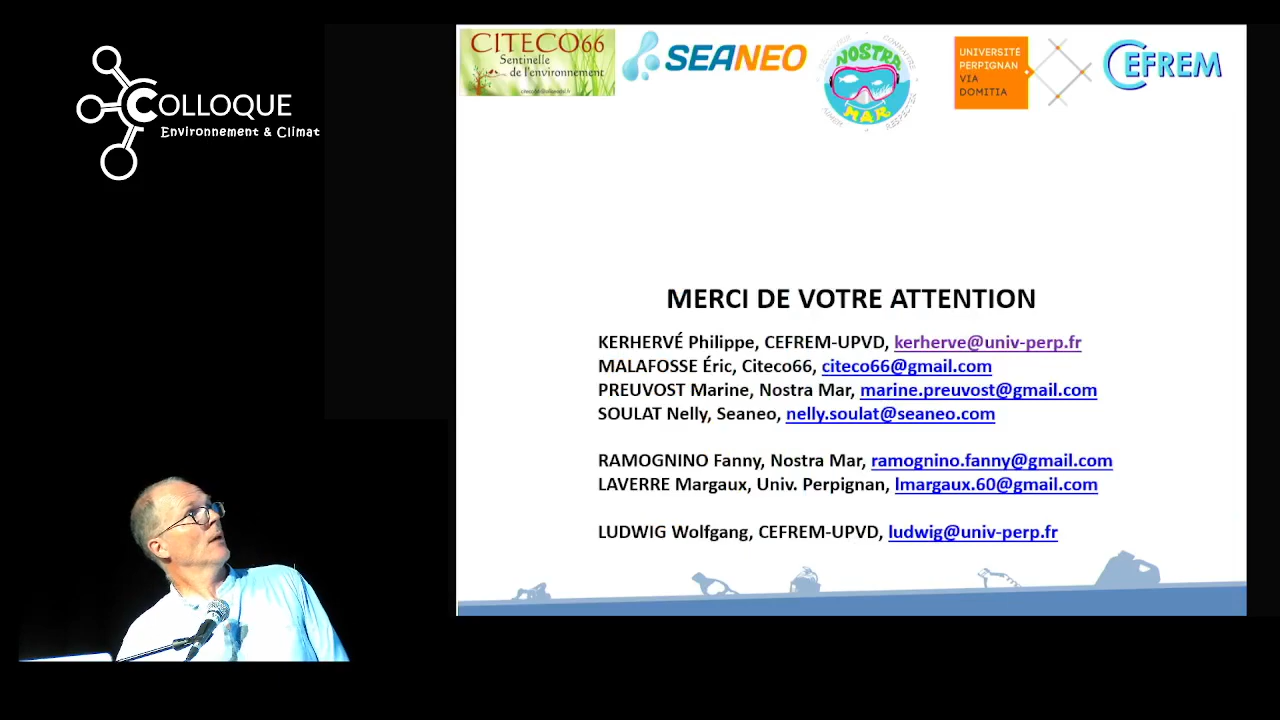 COLLOQUE
Environnement & Climat
CITECO66
Sentinelle
de l'environnement
SEANEO
NOSTRA
MAR
UNIVERSITÉ
PERPIGNAN
VIA
DOMITIA
CEFREM
MERCI DE VOTRE ATTENTION
KERHERVÉ Philippe, CEFREM-UPVD, kerherve@univ-perp.fr
MALAFOSSE Éric, Citeco66, citeco66@gmail.com
PREUVOST Marine, Nostra Mar, marine.preuvost@gmail.com
SOULAT Nelly, Seaneo, nelly.soulat@seaneo.com
RAMOGNINO Fanny, Nostra Mar, ramognino.fanny@gmail.com
LAVERRE Margaux, Univ. Perpignan, lmargaux.60@gmail.com
LUDWIG Wolfgang, CEFREM-UPVD, ludwig@univ-perp.fr